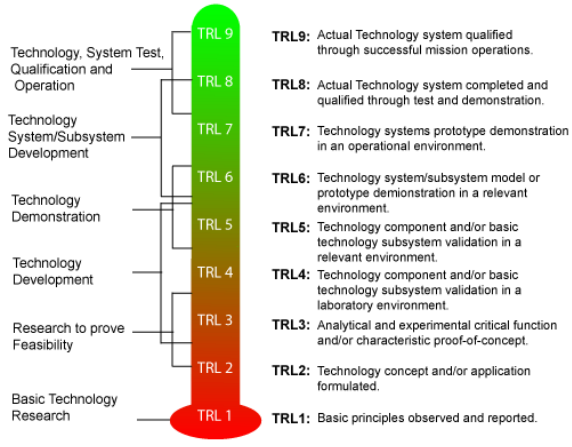 Technology, System Test,
Qualification and
Operation
Technology
System/Subsystem
Development
Technology
Demonstration
Technology
Development
Research to prove
Feasibility
Basic Technology
Research
TRL 9
TRL 8
TRL 7
TRL 6
TRL 5
TRL 4
TRL 3
TRL 2
TRL 1
TRL9: Actual Technology system qualified
through successful mission operations.
TRL8: Actual Technology system completed and
qualified through test and demonstration.
TRL7: Technology systems prototype demonstration
in an operational environment.
TRL6: Technology system/subsystem model or
prototype demionstration in a relevant
environment.
TRL5: Technology component and/or basic
technology subsystem validation in a
relevant environment.
TRL4: Technology component and/or basic
technology subsystem validation in a
laboratory environment.
TRL3: Analytical and experimental critical function
and/or characteristic proof-of-concept.
TRL2: Technology concept and/or application
formulated.
TRL1: Basic principles observed and reported.